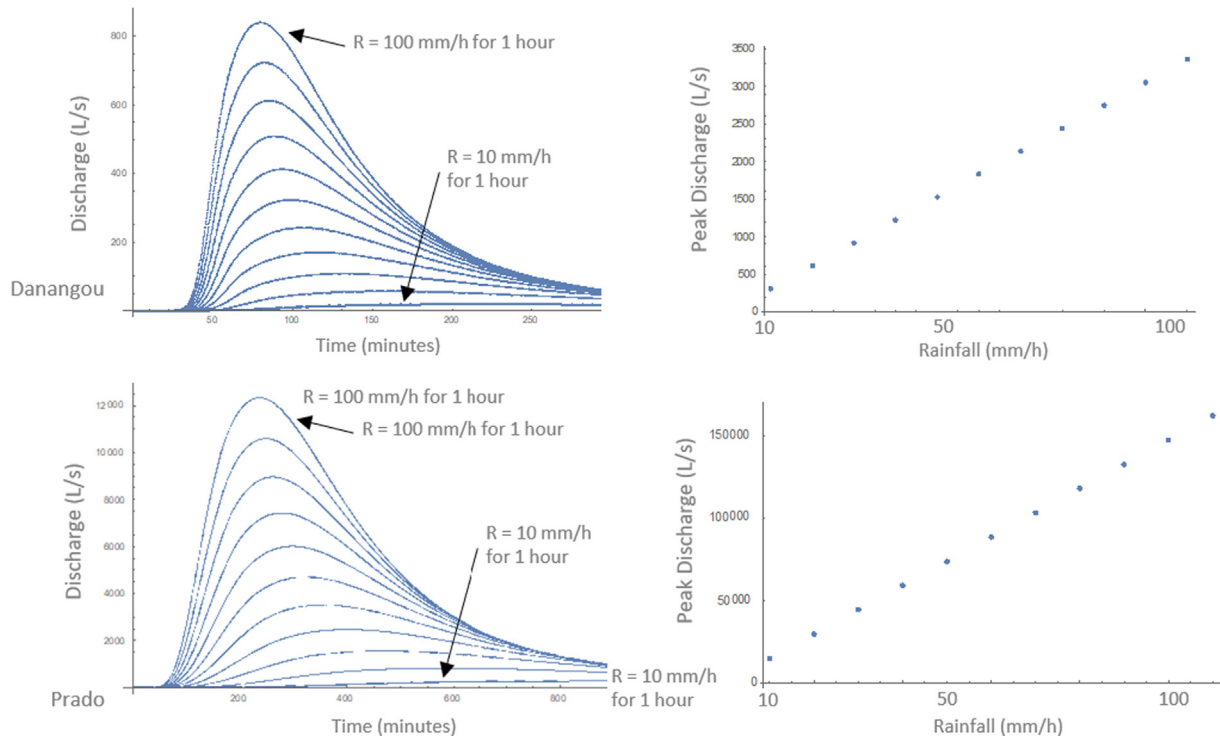 Discharge (L/s)
800
600
400
200
R = 100 mm/h for 1 hour
R = 10 mm/h
for 1 hour
Danangou
50
100
150
200
250
Time (minutes)
Peak Discharge (L/s)
3500
3000
2500
2000
1500
1000
500
0
10
50
100
Rainfall (mm/h)
Discharge (L/s)
12 000
10 000
8000
6000
4000
2000
R = 100 mm/h for 1 hour
R = 100 mm/h for 1 hour
R = 10 mm/h
for 1 hour
R = 10 mm/h
for 1 hour
Prado
200
400
600
800
Time (minutes)
Peak Discharge (L/s)
150000
100000
50000
0
10
50
100
Rainfall (mm/h)